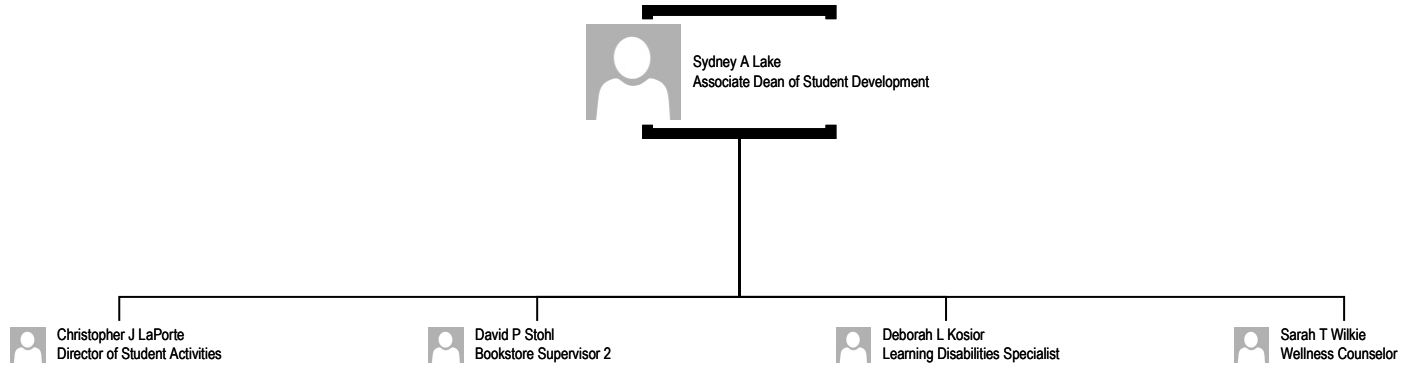 Sydney A Lake
Associate Dean of Student Development
Christopher J LaPorte
Director of Student Activities
David P Stohl
Bookstore Supervisor 2
Deborah L Kosior
Learning Disabilities Specialist
Sarah T Wilkie
Wellness Counselor